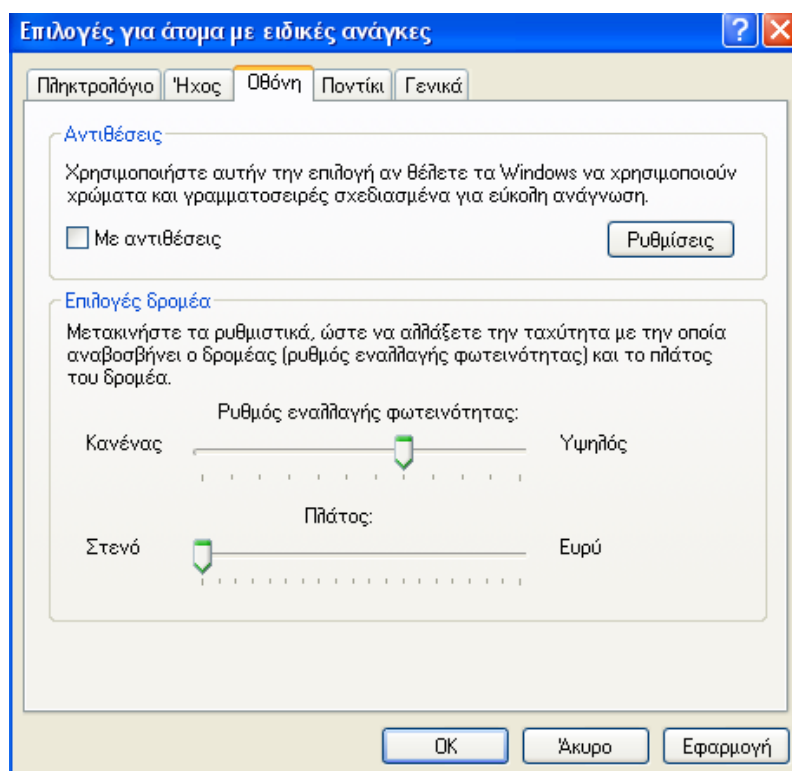 Επιλογές για άτομα με ειδικές ανάγκες
Πληκτρολόγιο Ήχος Οθόνη Ποντίκι Γενικά
Αντιθέσεις
Χρησιμοποιήστε αυτήν την επιλογή αν θέλετε τα Windows να χρησιμοποιούν
χρώματα και γραμματοσειρές σχεδιασμένα για εύκολη ανάγνωση.
Με αντιθέσεις Ρυθμίσεις
Επιλογές δρομέα
Μετακινήστε τα ρυθμιστικά, ώστε να αλλάξετε την ταχύτητα με την οποία
αναβοσβήνει ο δρομέας (ρυθμός εναλλαγής φωτεινότητας) και το πλάτος
του δρομέα.
Ρυθμός εναλλαγής φωτεινότητας:
Κανένας Υψηλός
Πλάτος:
Στενό Ευρύ
OK Άκυρο Εφαρμογή